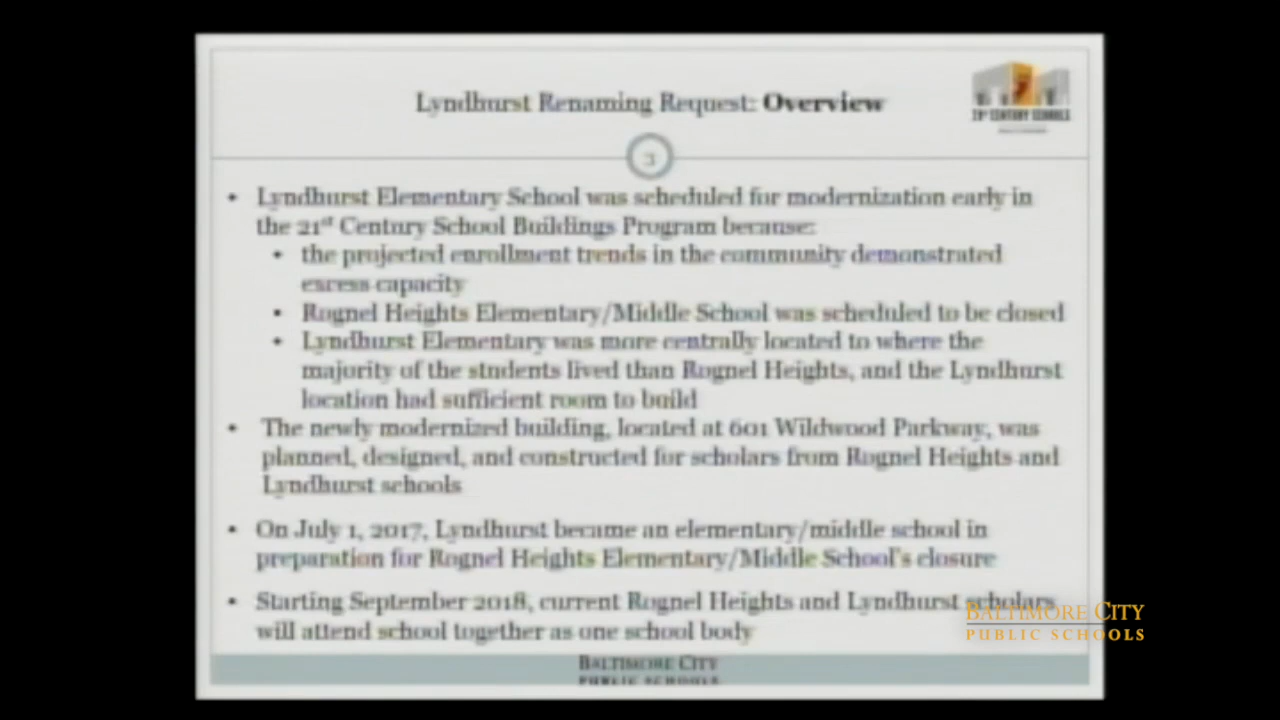 Lyndhurst Renaming Request: Overview
21st CENTURY SCHOOLS
3
• Lyndhurst Elementary School was scheduled for modernization early in
the 21st Century School Buildings Program because:
• the projected enrollment trends in the community demonstrated
excess capacity
• Rognel Heights Elementary/Middle School was scheduled to be closed
• Lyndhurst Elementary was more centrally located to where the
majority of the students lived than Rognel Heights, and the Lyndhurst
location had sufficient room to build
• The newly modernized building, located at 601 Wildwood Parkway, was
planned, designed, and constructed for scholars from Rognel Heights and
Lyndhurst schools
• On July 1, 2017, Lyndhurst became an elementary/middle school in
preparation for Rognel Heights Elementary/Middle School's closure
• Starting September 2018, current Rognel Heights and Lyndhurst scholars
will attend school together as one school body
BALTIMORE CITY
PUBLIC SCHOOLS
BALTIMORE CITY
PUBLIC SCHOOLS